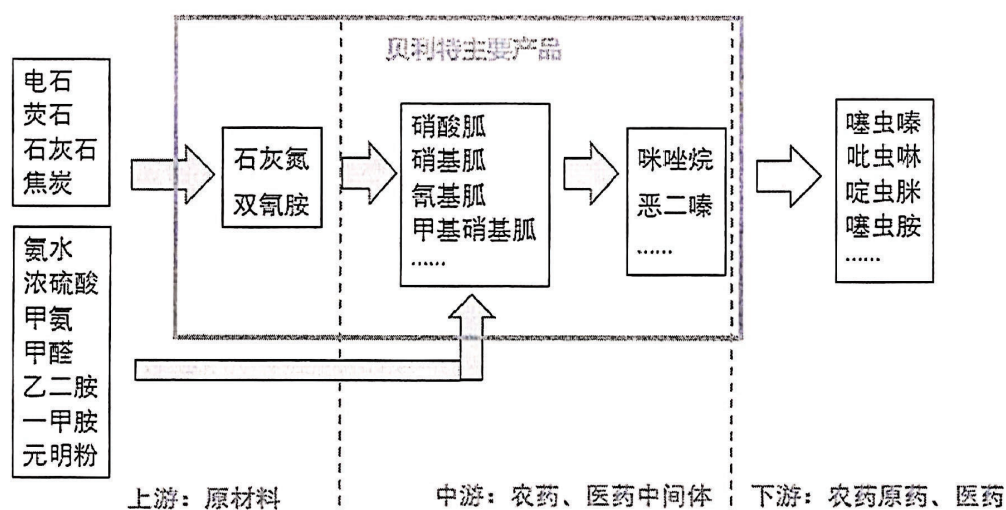 贝利特主要产品
电石
荧石
石灰石
焦炭
石灰氮
双氰胺
硝酸胍
硝基胍
氰基胍
甲基硝基胍
......
咪唑烷
恶二嗪
......
噻虫嗪
吡虫啉
啶虫脒
噻虫胺
......
氨水
浓硫酸
甲氨
甲醛
乙二胺
一甲胺
元明粉
上游：原材料
中游：农药、医药中间体
下游：农药原药、医药